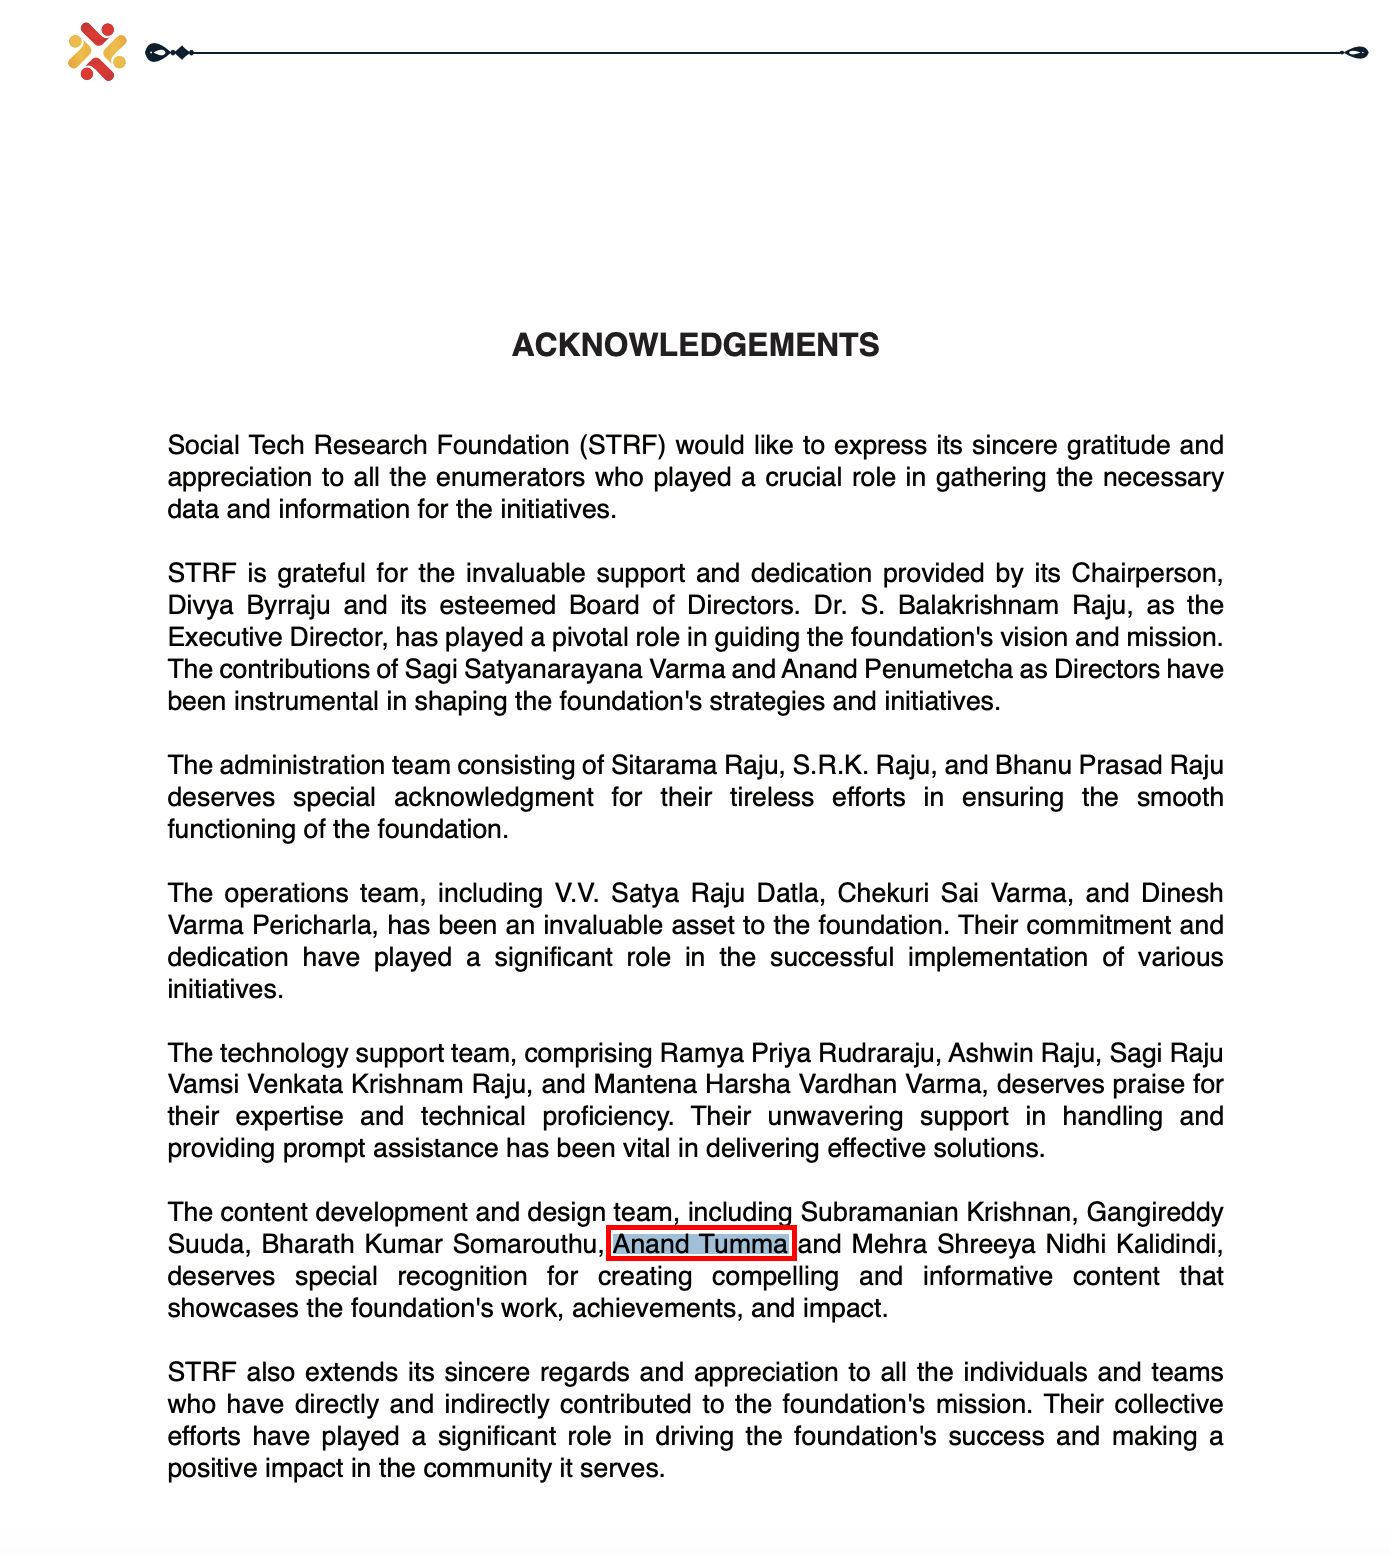 ACKNOWLEDGEMENTS
Social Tech Research Foundation (STRF) would like to express its sincere gratitude and
appreciation to all the enumerators who played a crucial role in gathering the necessary
data and information for the initiatives.
STRF is grateful for the invaluable support and dedication provided by its Chairperson,
Divya Byrraju and its esteemed Board of Directors. Dr. S. Balakrishnam Raju, as the
Executive Director, has played a pivotal role in guiding the foundation's vision and mission.
The contributions of Sagi Satyanarayana Varma and Anand Penumetcha as Directors have
been instrumental in shaping the foundation's strategies and initiatives.
The administration team consisting of Sitarama Raju, S.R.K. Raju, and Bhanu Prasad Raju
deserves special acknowledgment for their tireless efforts in ensuring the smooth
functioning of the foundation.
The operations team, including V.V. Satya Raju Datla, Chekuri Sai Varma, and Dinesh
Varma Pericharla, has been an invaluable asset to the foundation. Their commitment and
dedication have played a significant role in the successful implementation of various
initiatives.
The technology support team, comprising Ramya Priya Rudraraju, Ashwin Raju, Sagi Raju
Vamsi Venkata Krishnam Raju, and Mantena Harsha Vardhan Varma, deserves praise for
their expertise and technical proficiency. Their unwavering support in handling and
providing prompt assistance has been vital in delivering effective solutions.
The content development and design team, including Subramanian Krishnan, Gangireddy
Suuda, Bharath Kumar Somarouthu, Anand Tumma and Mehra Shreeya Nidhi Kalidindi,
deserves special recognition for creating compelling and informative content that
showcases the foundation's work, achievements, and impact.
STRF also extends its sincere regards and appreciation to all the individuals and teams
who have directly and indirectly contributed to the foundation's mission. Their collective
efforts have played a significant role in driving the foundation's success and making a
positive impact in the community it serves.